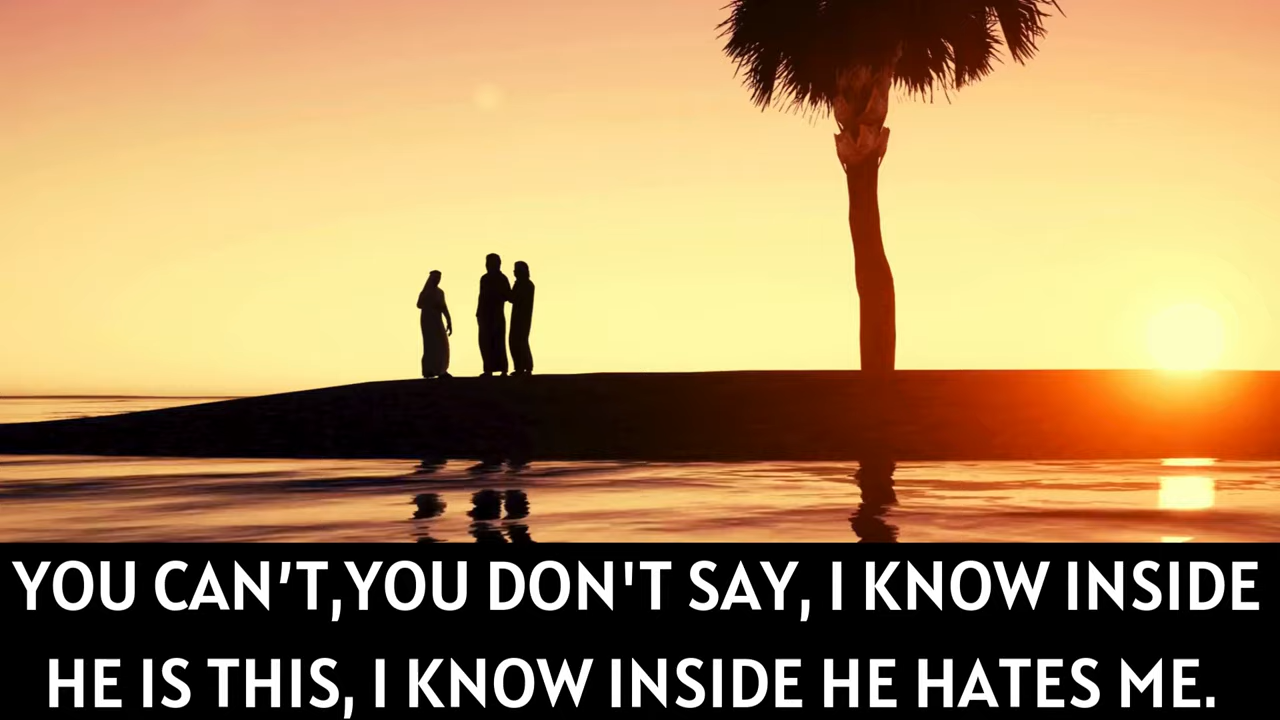 YOU CAN’T,YOU DON'T SAY, I KNOW INSIDE
HE IS THIS, I KNOW INSIDE HE HATES ME.